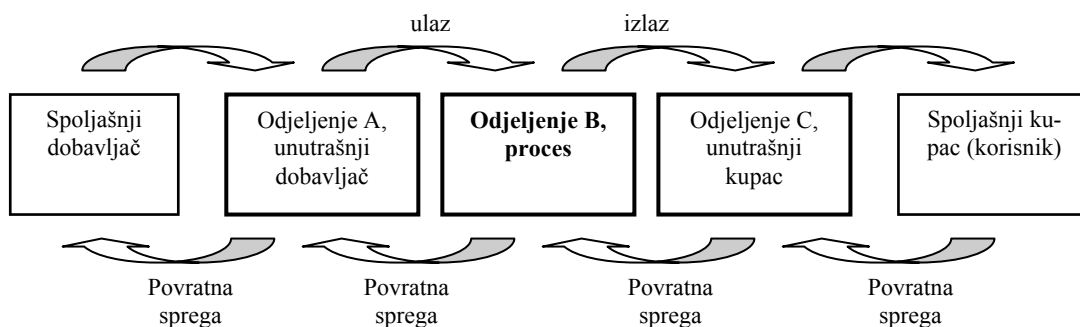 ulaz
izlaz
Spoljašnji
dobavljač
Odjeljenje A,
unutrašnji
dobavljač
Odjeljenje B,
proces
Odjeljenje C,
unutrašnji
kupac
Spoljašnji ku-
pac (korisnik)
Povratna
sprega
Povratna
sprega
Povratna
sprega
Povratna
sprega